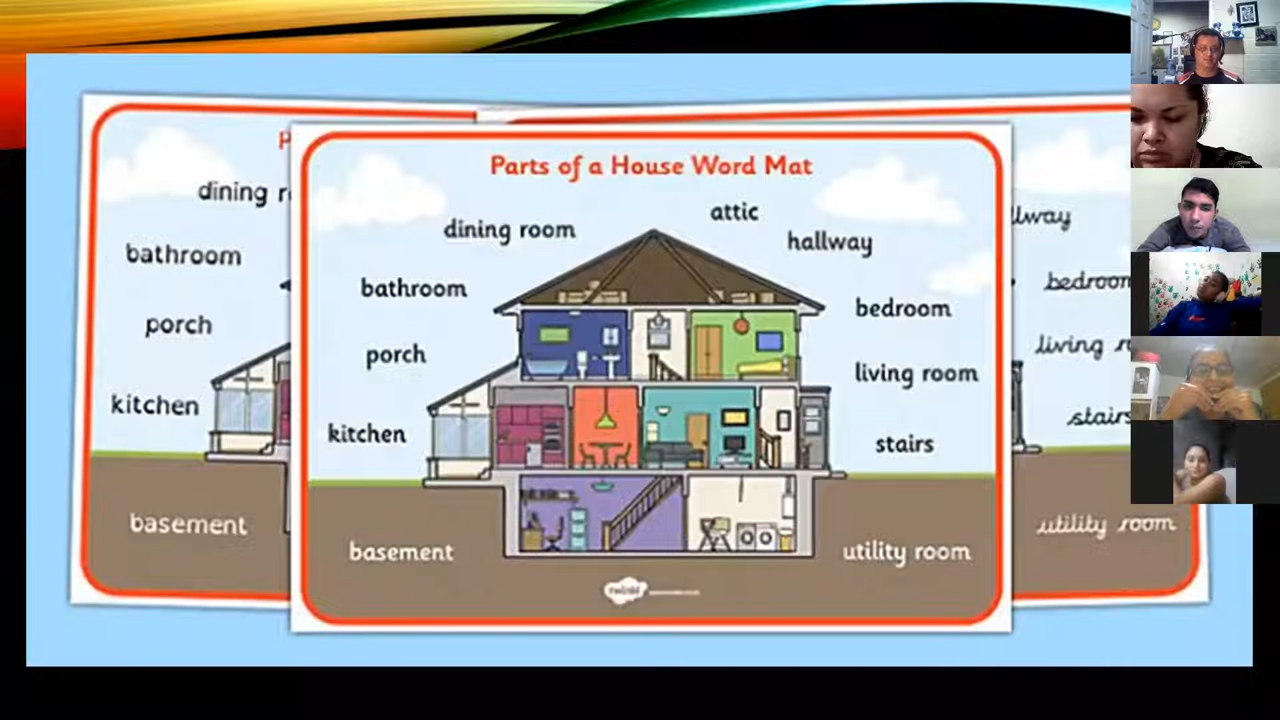 Parts of a House Word Mat
attic
dining room
hallway
bathroom
bedroom
porch
living room
kitchen
stairs
basement
utility room
twinkl
dining
bathroom
porch
kitchen
basement
bedroom
living
stairs
utility room